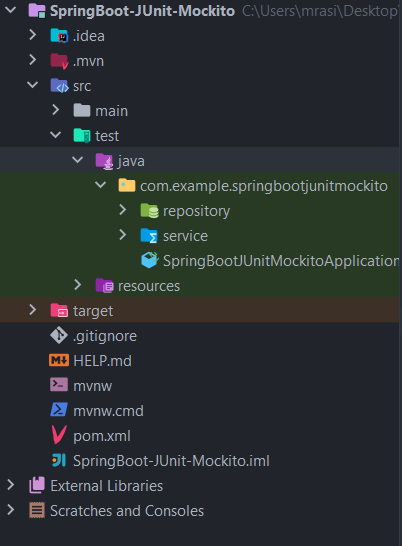 SpringBoot-JUnit-Mockito C:\Users\mrasi\Desktop
.idea
.mvn
src
main
test
java
com.example.springbootjunitmockito
repository
service
SpringBootJUnitMockitoApplication
resources
target
.gitignore
HELP.md
mvnw
mvnw.cmd
pom.xml
SpringBoot-JUnit-Mockito.iml
External Libraries
Scratches and Consoles